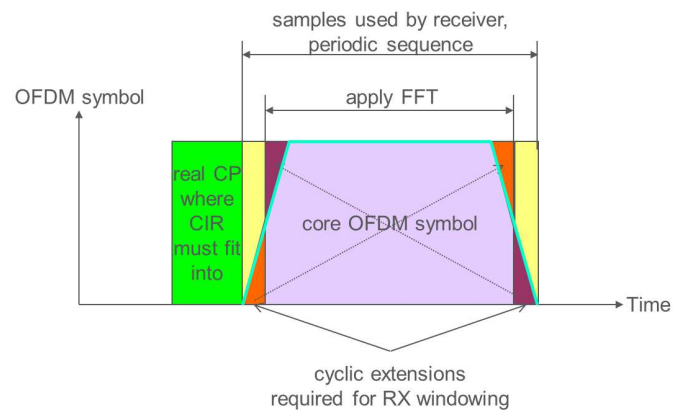 samples used by receiver,
periodic sequence
OFDM symbol
apply FFT
real CP
where
CIR
must fit
into
core OFDM symbol
Time
cyclic extensions
required for RX windowing